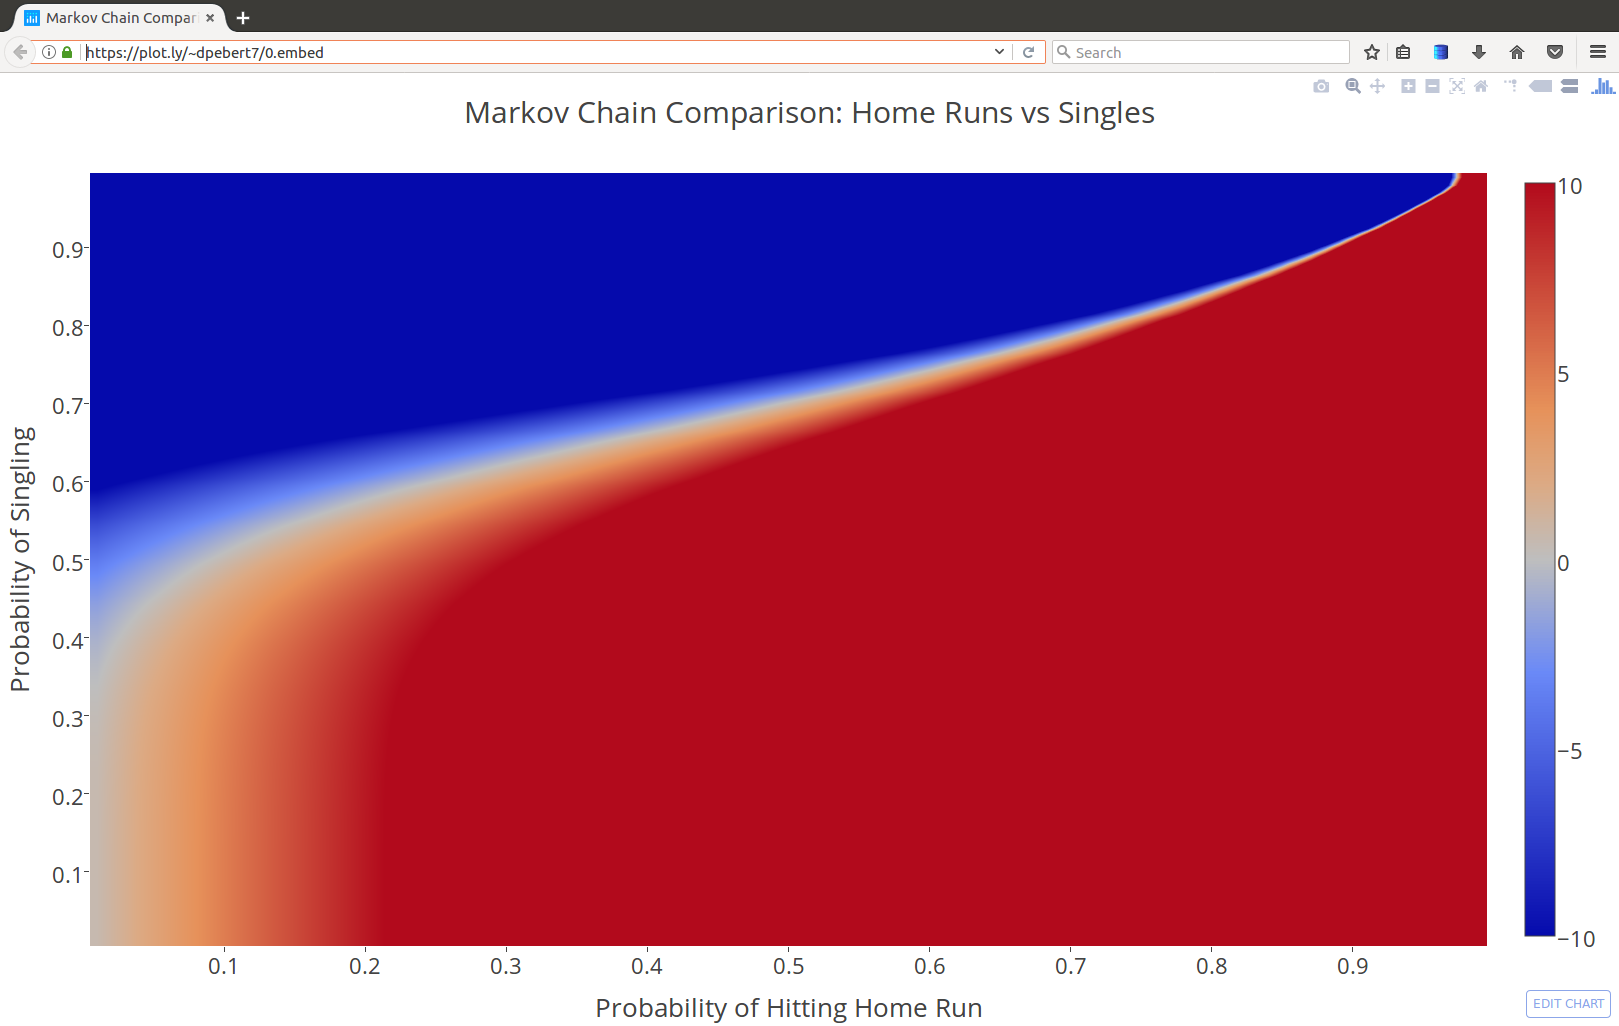 Markov Chain Compari
https://plot.ly/~dpebert7/0.embed
Search
Markov Chain Comparison: Home Runs vs Singles
Probability of Singling
0.9
0.8
0.7
0.6
0.5
0.4
0.3
0.2
0.1
0.1 0.2 0.3 0.4 0.5 0.6 0.7 0.8 0.9
Probability of Hitting Home Run
10
5
0
−5
−10
EDIT CHART